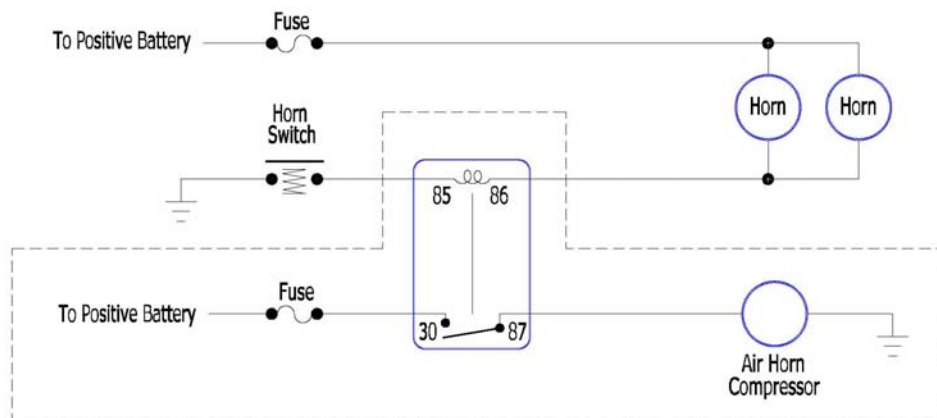 Fuse
To Positive Battery
Horn
Horn
Horn
Switch
85
86
Fuse
To Positive Battery
30
87
Air Horn
Compressor